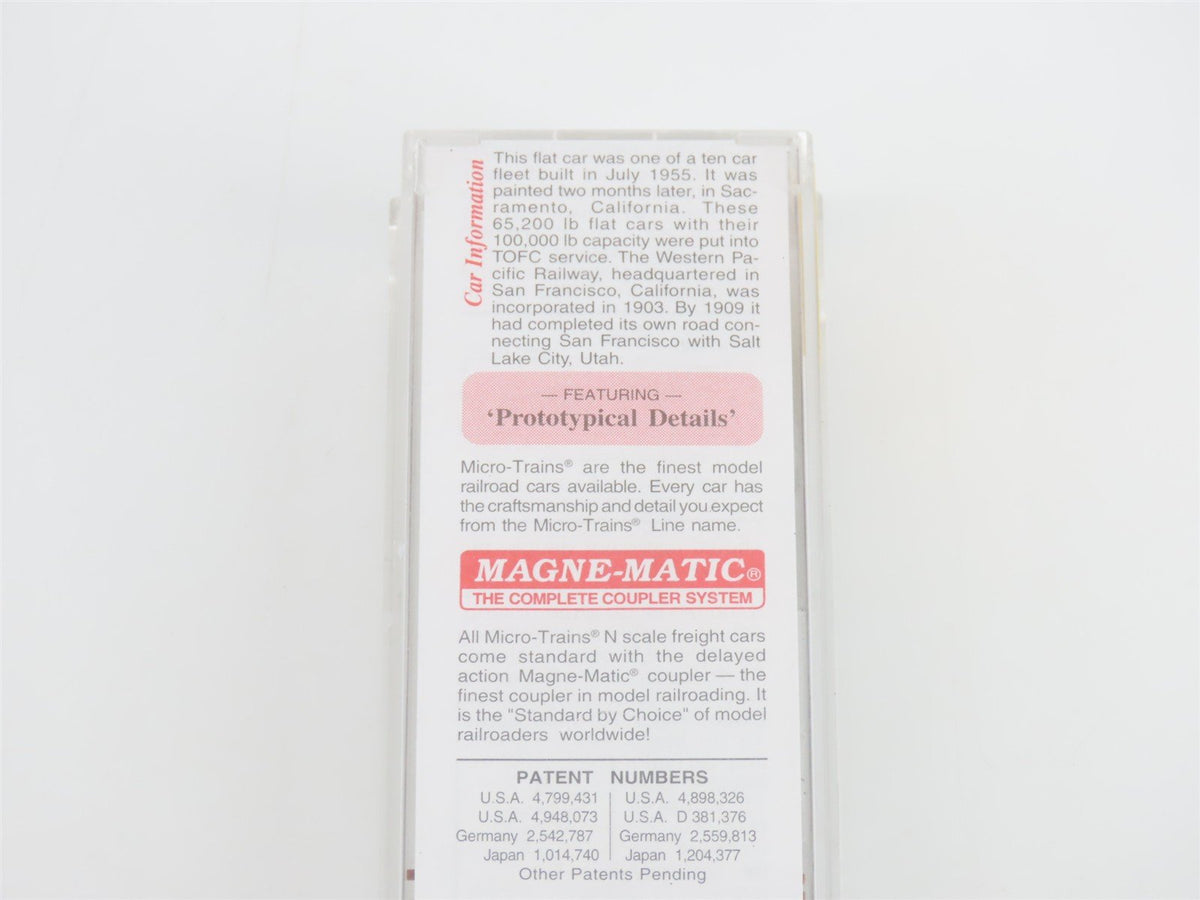 Car Information
This flat car was one of a ten car
fleet built in July 1955. It was
painted two months later, in Sac-
ramento, California. These
65,200 lb flat cars with their
100,000 lb capacity were put into
TOFC service. The Western Pa-
cific Railway, headquartered in
San Francisco, California, was
incorporated in 1903. By 1909 it
had completed its own road con-
necting San Francisco with Salt
Lake City, Utah.
— FEATURING —
‘Prototypical Details’
Micro-Trains® are the finest model
railroad cars available. Every car has
the craftsmanship and detail you expect
from the Micro-Trains® Line name.
MAGNE-MATIC®
THE COMPLETE COUPLER SYSTEM
All Micro-Trains® N scale freight cars
come standard with the delayed
action Magne-Matic® coupler — the
finest coupler in model railroading. It
is the "Standard by Choice" of model
railroaders worldwide!
PATENT NUMBERS
U.S.A. 4,799,431 | U.S.A. 4,898,326
U.S.A. 4,948,073 | U.S.A. D 381,376
Germany 2,542,787 | Germany 2,559,813
Japan 1,014,740 | Japan 1,204,377
Other Patents Pending